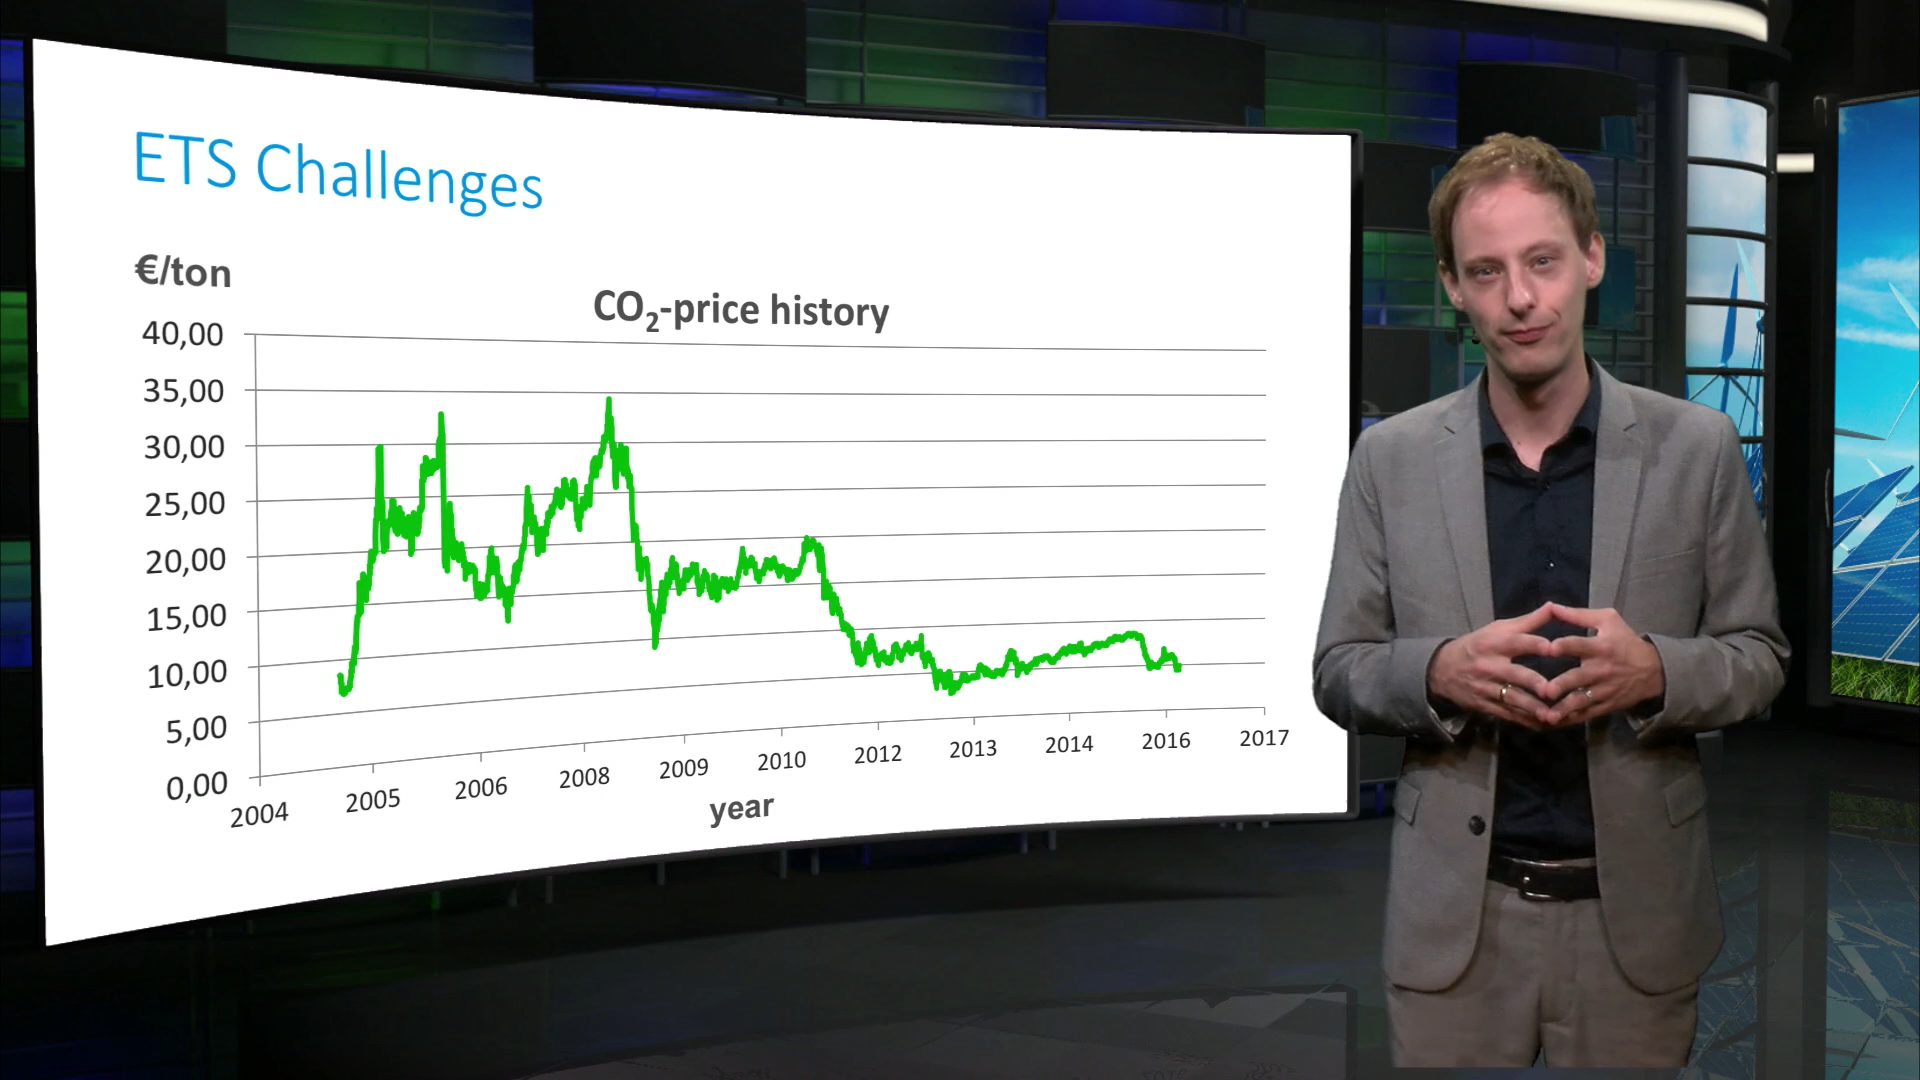 ETS Challenges
€/ton
CO₂-price history
40,00
35,00
30,00
25,00
20,00
15,00
10,00
5,00
0,00
2004 2005 2006 2008 2009 2010 2012 2013 2014 2016 2017
year